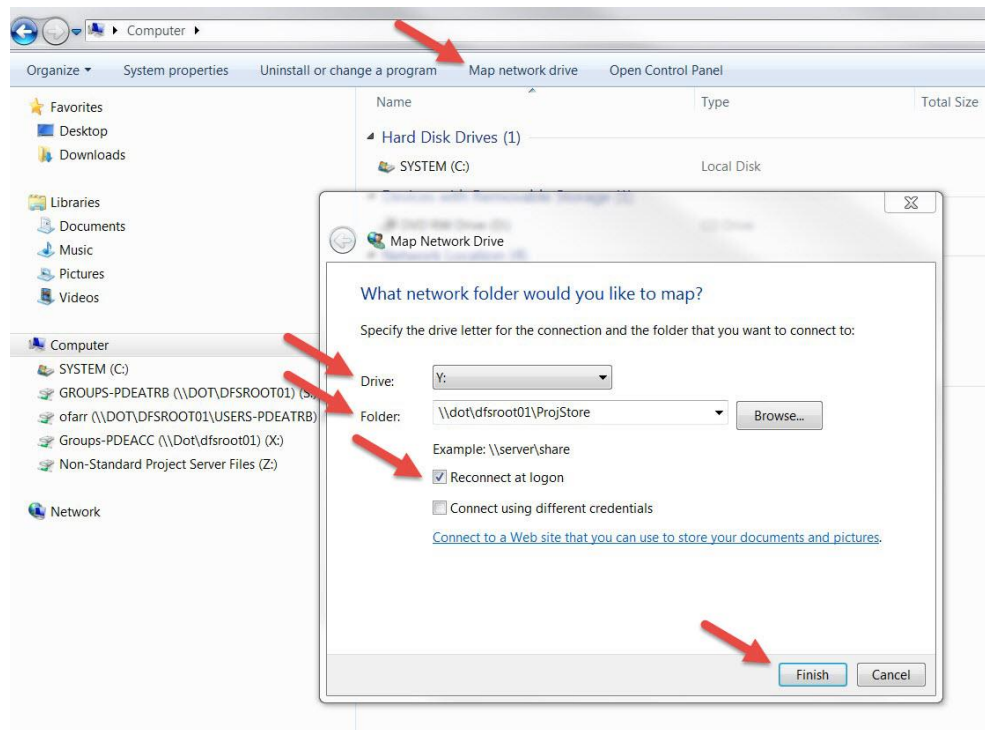 Computer
Organize System properties Uninstall or change a program Map network drive Open Control Panel
Favorites
Desktop
Downloads
Libraries
Documents
Music
Pictures
Videos
Computer
SYSTEM (C:)
GROUPS-PDEATRB (\\DOT\DFSROOT01) (S:)
ofarr (\\DOT\DFSROOT01\USERS-PDEATRB)
Groups-PDEACC (\\Dot\dfsroot01) (X:)
Non-Standard Project Server Files (Z:)
Network
Name Type Total Size
Hard Disk Drives (1)
SYSTEM (C:) Local Disk
Map Network Drive
What network folder would you like to map?
Specify the drive letter for the connection and the folder that you want to connect to:
Drive: Y:
Folder: \\dot\dfsroot01\ProjStore Browse...
Example: \\server\share
Reconnect at logon
Connect using different credentials
Connect to a Web site that you can use to store your documents and pictures.
Finish Cancel